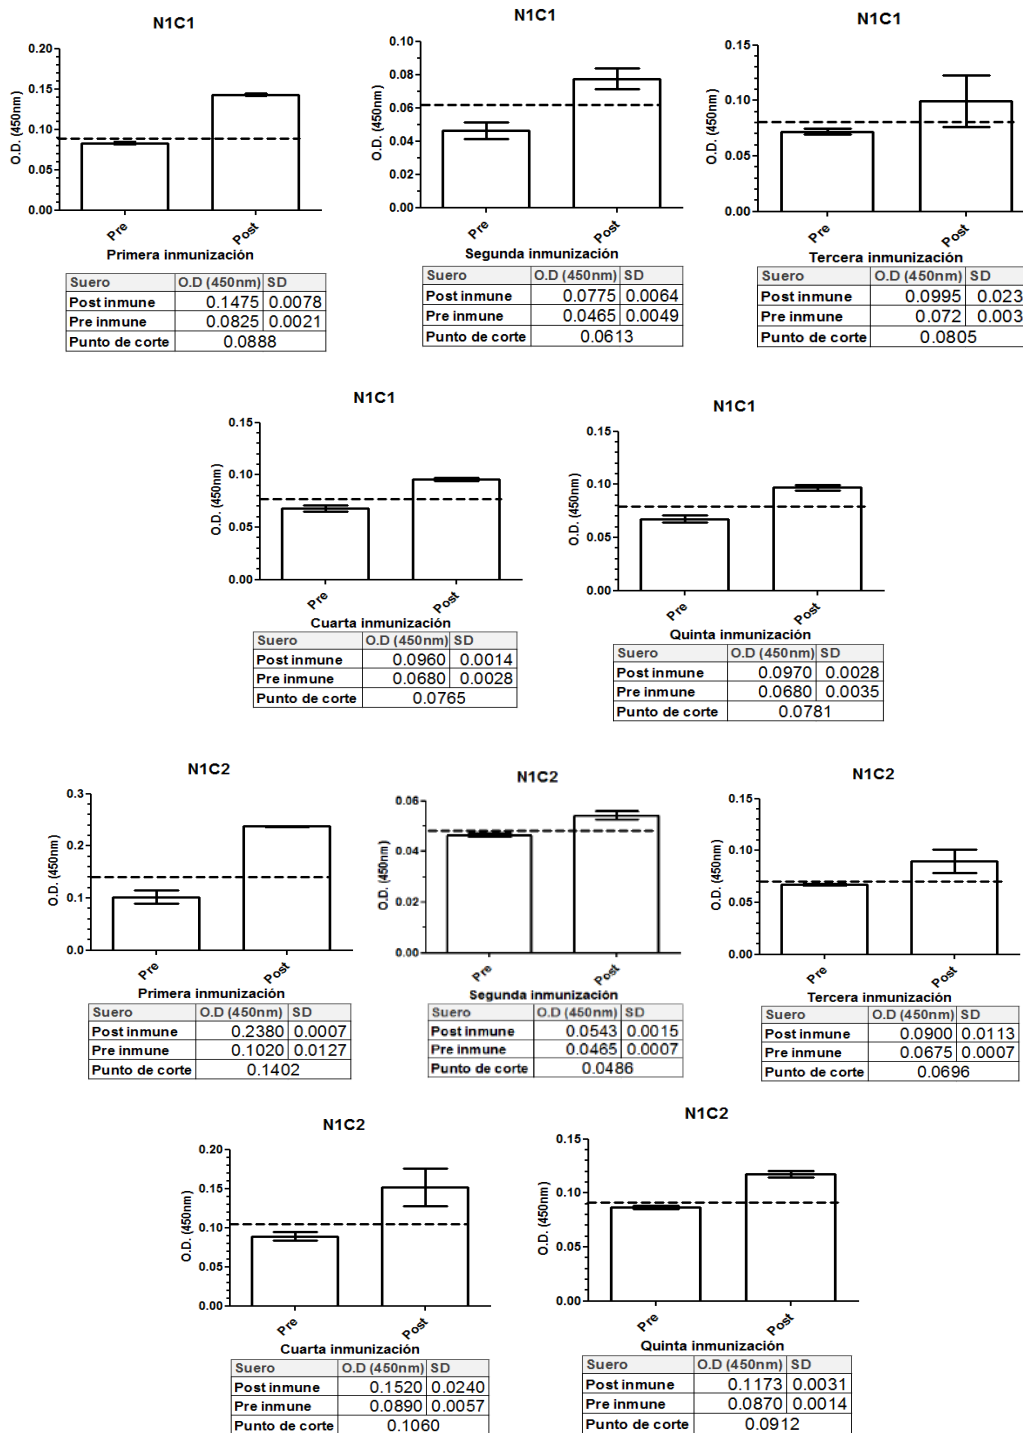 N1C1
N1C1
N1C1
O.D. (450nm)
0.20
0.15
0.10
0.05
0.00
Pre
Post
Primera inmunización
Suero O.D (450nm) SD
Post inmune 0.1475 0.0078
Pre inmune 0.0825 0.0021
Punto de corte 0.0888
O.D. (450nm)
0.10
0.08
0.06
0.04
0.02
0.00
Pre
Post
Segunda inmunización
Suero O.D (450nm) SD
Post inmune 0.0775 0.0064
Pre inmune 0.0465 0.0049
Punto de corte 0.0613
O.D. (450nm)
0.15
0.10
0.05
0.00
Pre
Post
Tercera inmunización
Suero O.D (450nm) SD
Post inmune 0.0995 0.023
Pre inmune 0.072 0.003
Punto de corte 0.0805
N1C1
O.D. (450nm)
0.15
0.10
0.05
0.00
Pre
Post
Cuarta inmunización
Suero O.D (450nm) SD
Post inmune 0.0960 0.0014
Pre inmune 0.0680 0.0028
Punto de corte 0.0765
N1C1
O.D. (450nm)
0.15
0.10
0.05
0.00
Pre
Post
Quinta inmunización
Suero O.D (450nm) SD
Post inmune 0.0970 0.0028
Pre inmune 0.0680 0.0035
Punto de corte 0.0781
N1C2
O.D. (450nm)
0.3
0.2
0.1
0.0
Pre
Post
Primera inmunización
Suero O.D (450nm) SD
Post inmune 0.2380 0.0007
Pre inmune 0.1020 0.0127
Punto de corte 0.1402
N1C2
O.D. (450nm)
0.06
0.04
0.02
0.00
Pre
Post
Segunda inmunización
Suero O.D (450nm) SD
Post inmune 0.0543 0.0015
Pre inmune 0.0465 0.0007
Punto de corte 0.0486
N1C2
O.D. (450nm)
0.15
0.10
0.05
0.00
Pre
Post
Tercera inmunización
Suero O.D (450nm) SD
Post inmune 0.0900 0.0113
Pre inmune 0.0675 0.0007
Punto de corte 0.0696
N1C2
O.D. (450nm)
0.20
0.15
0.10
0.05
0.00
Pre
Post
Cuarta inmunización
Suero O.D (450nm) SD
Post inmune 0.1520 0.0240
Pre inmune 0.0890 0.0057
Punto de corte 0.1060
N1C2
O.D. (450nm)
0.15
0.10
0.05
0.00
Pre
Post
Quinta inmunización
Suero O.D (450nm) SD
Post inmune 0.1173 0.0031
Pre inmune 0.0870 0.0014
Punto de corte 0.0912